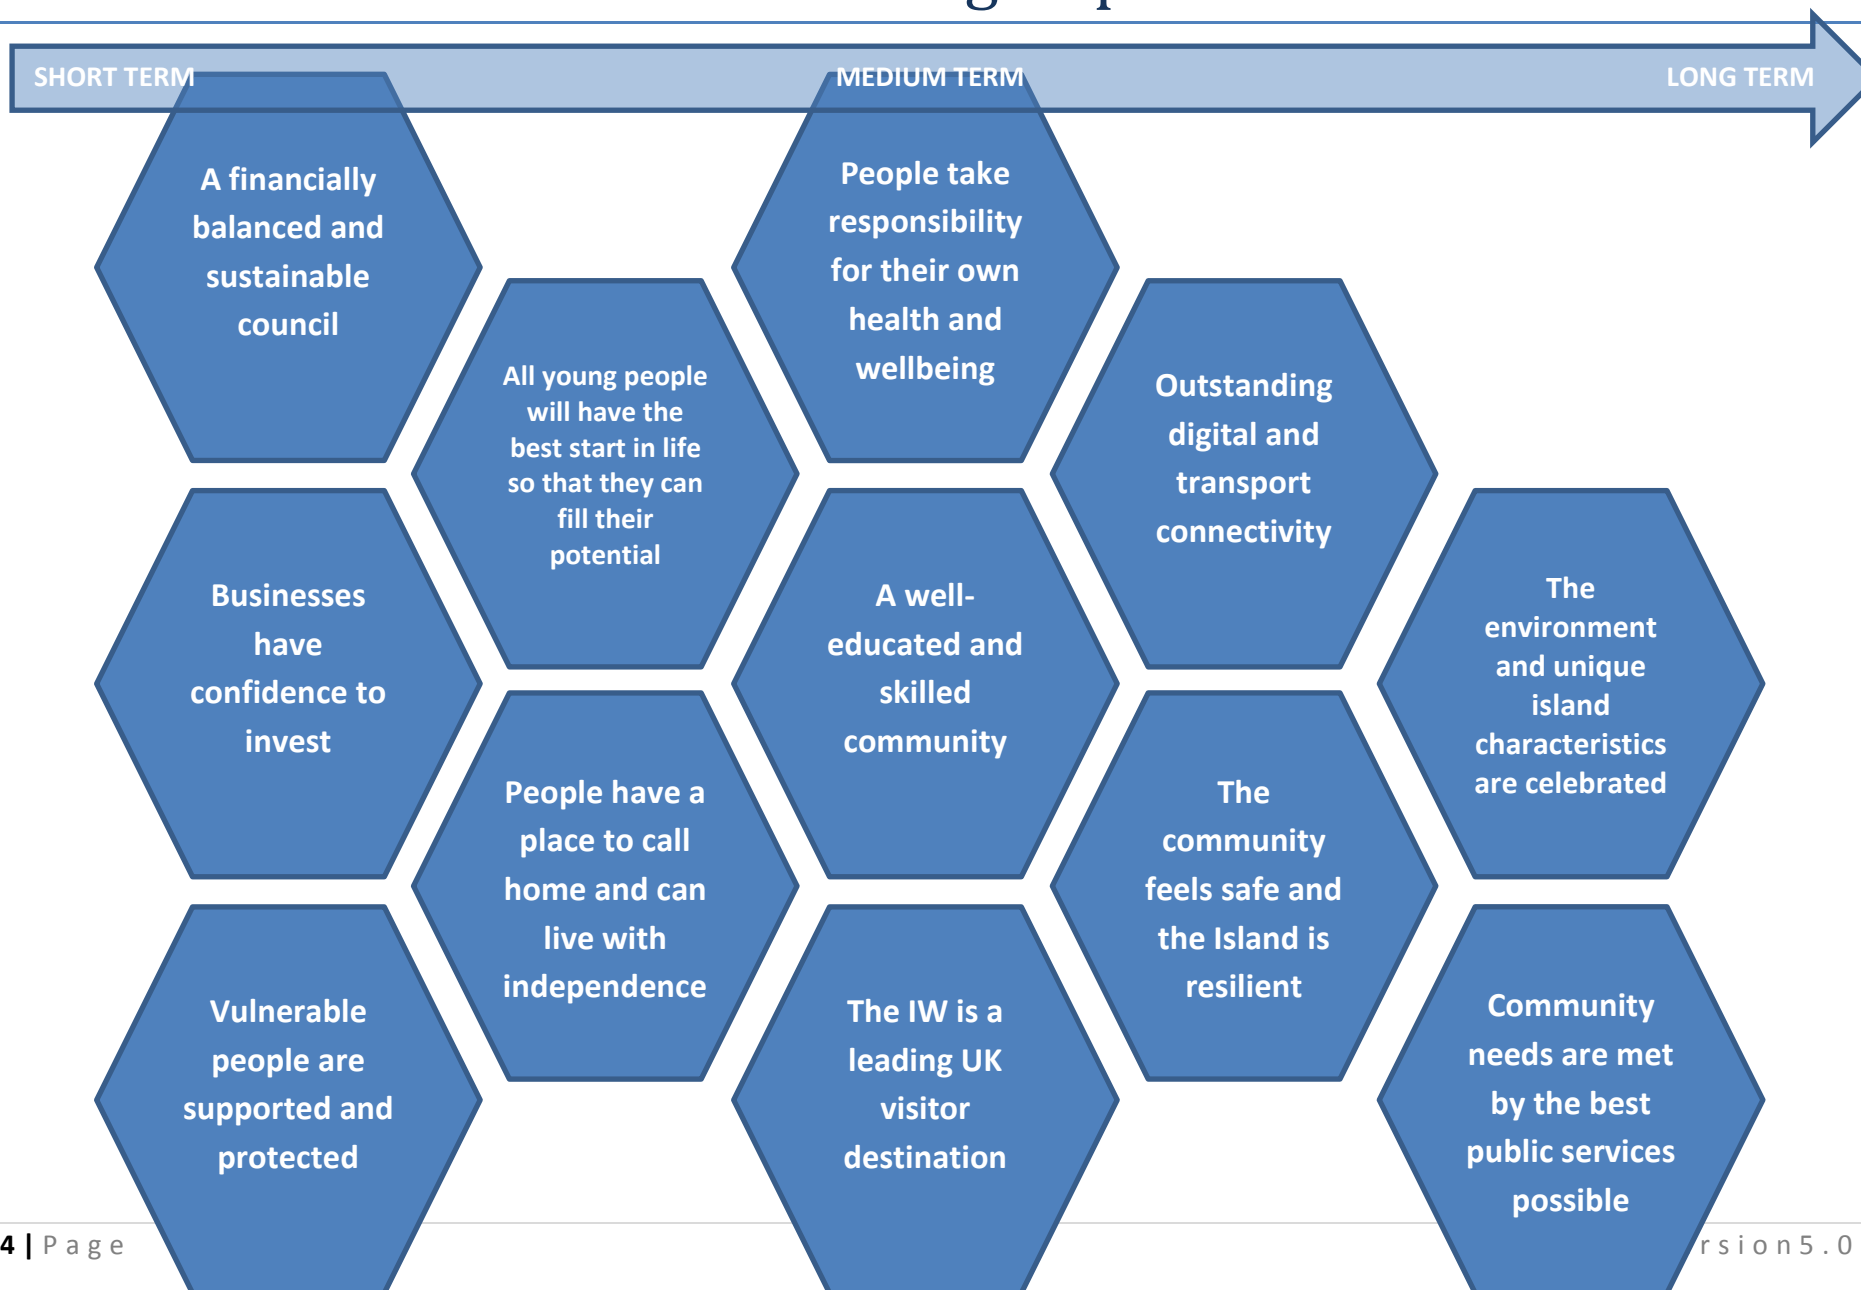 SHORT TERM
MEDIUM TERM
LONG TERM
A financially
balanced and
sustainable
council
Businesses
have
confidence to
invest
Vulnerable
people are
supported and
protected
All young people
will have the
best start in life
so that they can
fill their
potential
People have a
place to call
home and can
live with
independence
People take
responsibility
for their own
health and
wellbeing
A well-
educated and
skilled
community
The IW is a
leading UK
visitor
destination
Outstanding
digital and
transport
connectivity
The
community
feels safe and
the Island is
resilient
The
environment
and unique
island
characteristics
are celebrated
Community
needs are met
by the best
public services
possible
4 | Page
rsion5.0